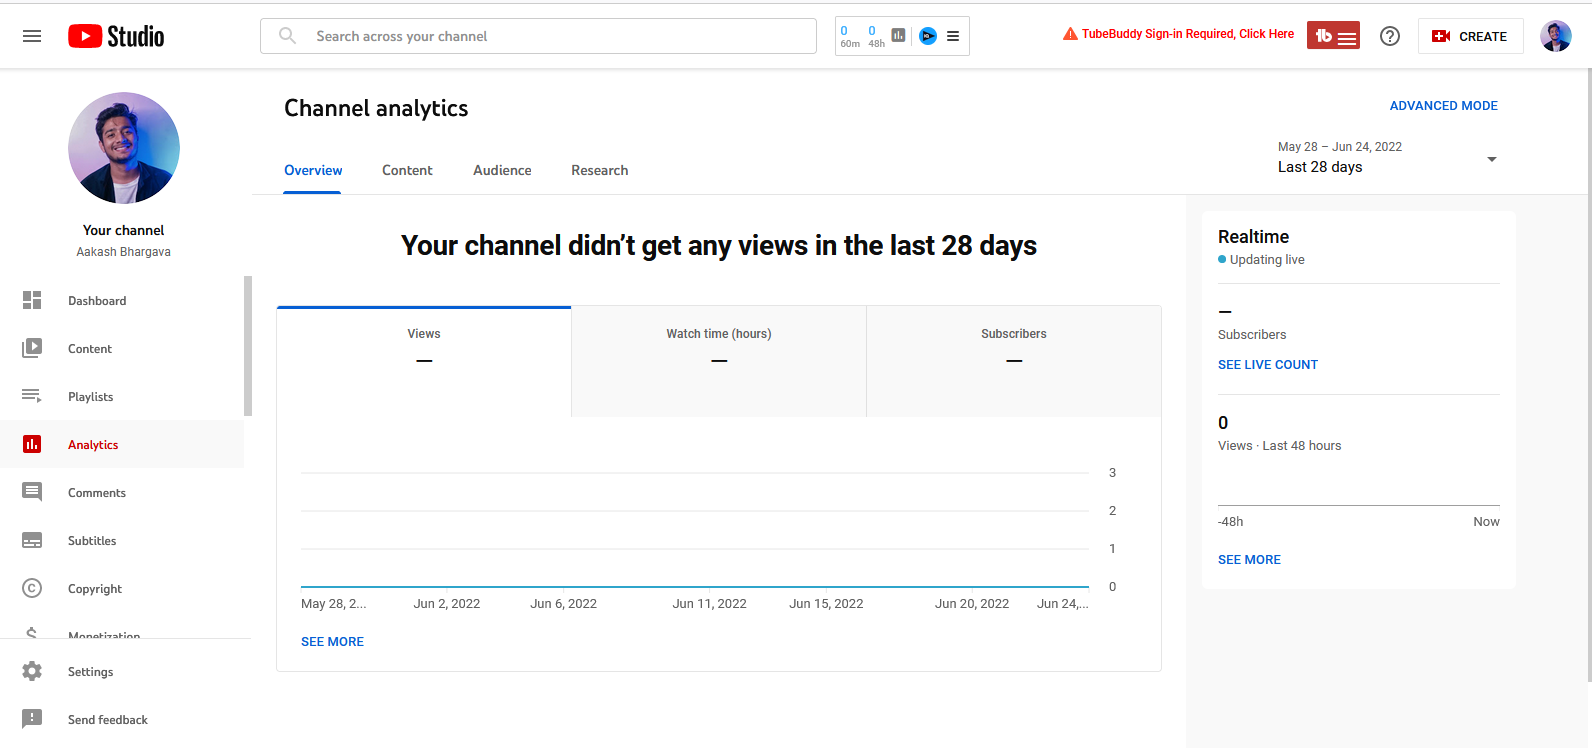 Studio
Search across your channel
0 0
60m 48h
TubeBuddy Sign-in Required, Click Here
tb
CREATE
Your channel
Aakash Bhargava
Dashboard
Content
Playlists
Analytics
Comments
Subtitles
Copyright
Monetization
Settings
Send feedback
Channel analytics
ADVANCED MODE
Overview Content Audience Research
May 28 – Jun 24, 2022
Last 28 days
Your channel didn’t get any views in the last 28 days
Views Watch time (hours) Subscribers
— — —
3
2
1
0
May 28, 2... Jun 2, 2022 Jun 6, 2022 Jun 11, 2022 Jun 15, 2022 Jun 20, 2022 Jun 24,...
SEE MORE
Realtime
Updating live
—
Subscribers
SEE LIVE COUNT
0
Views · Last 48 hours
-48h Now
SEE MORE